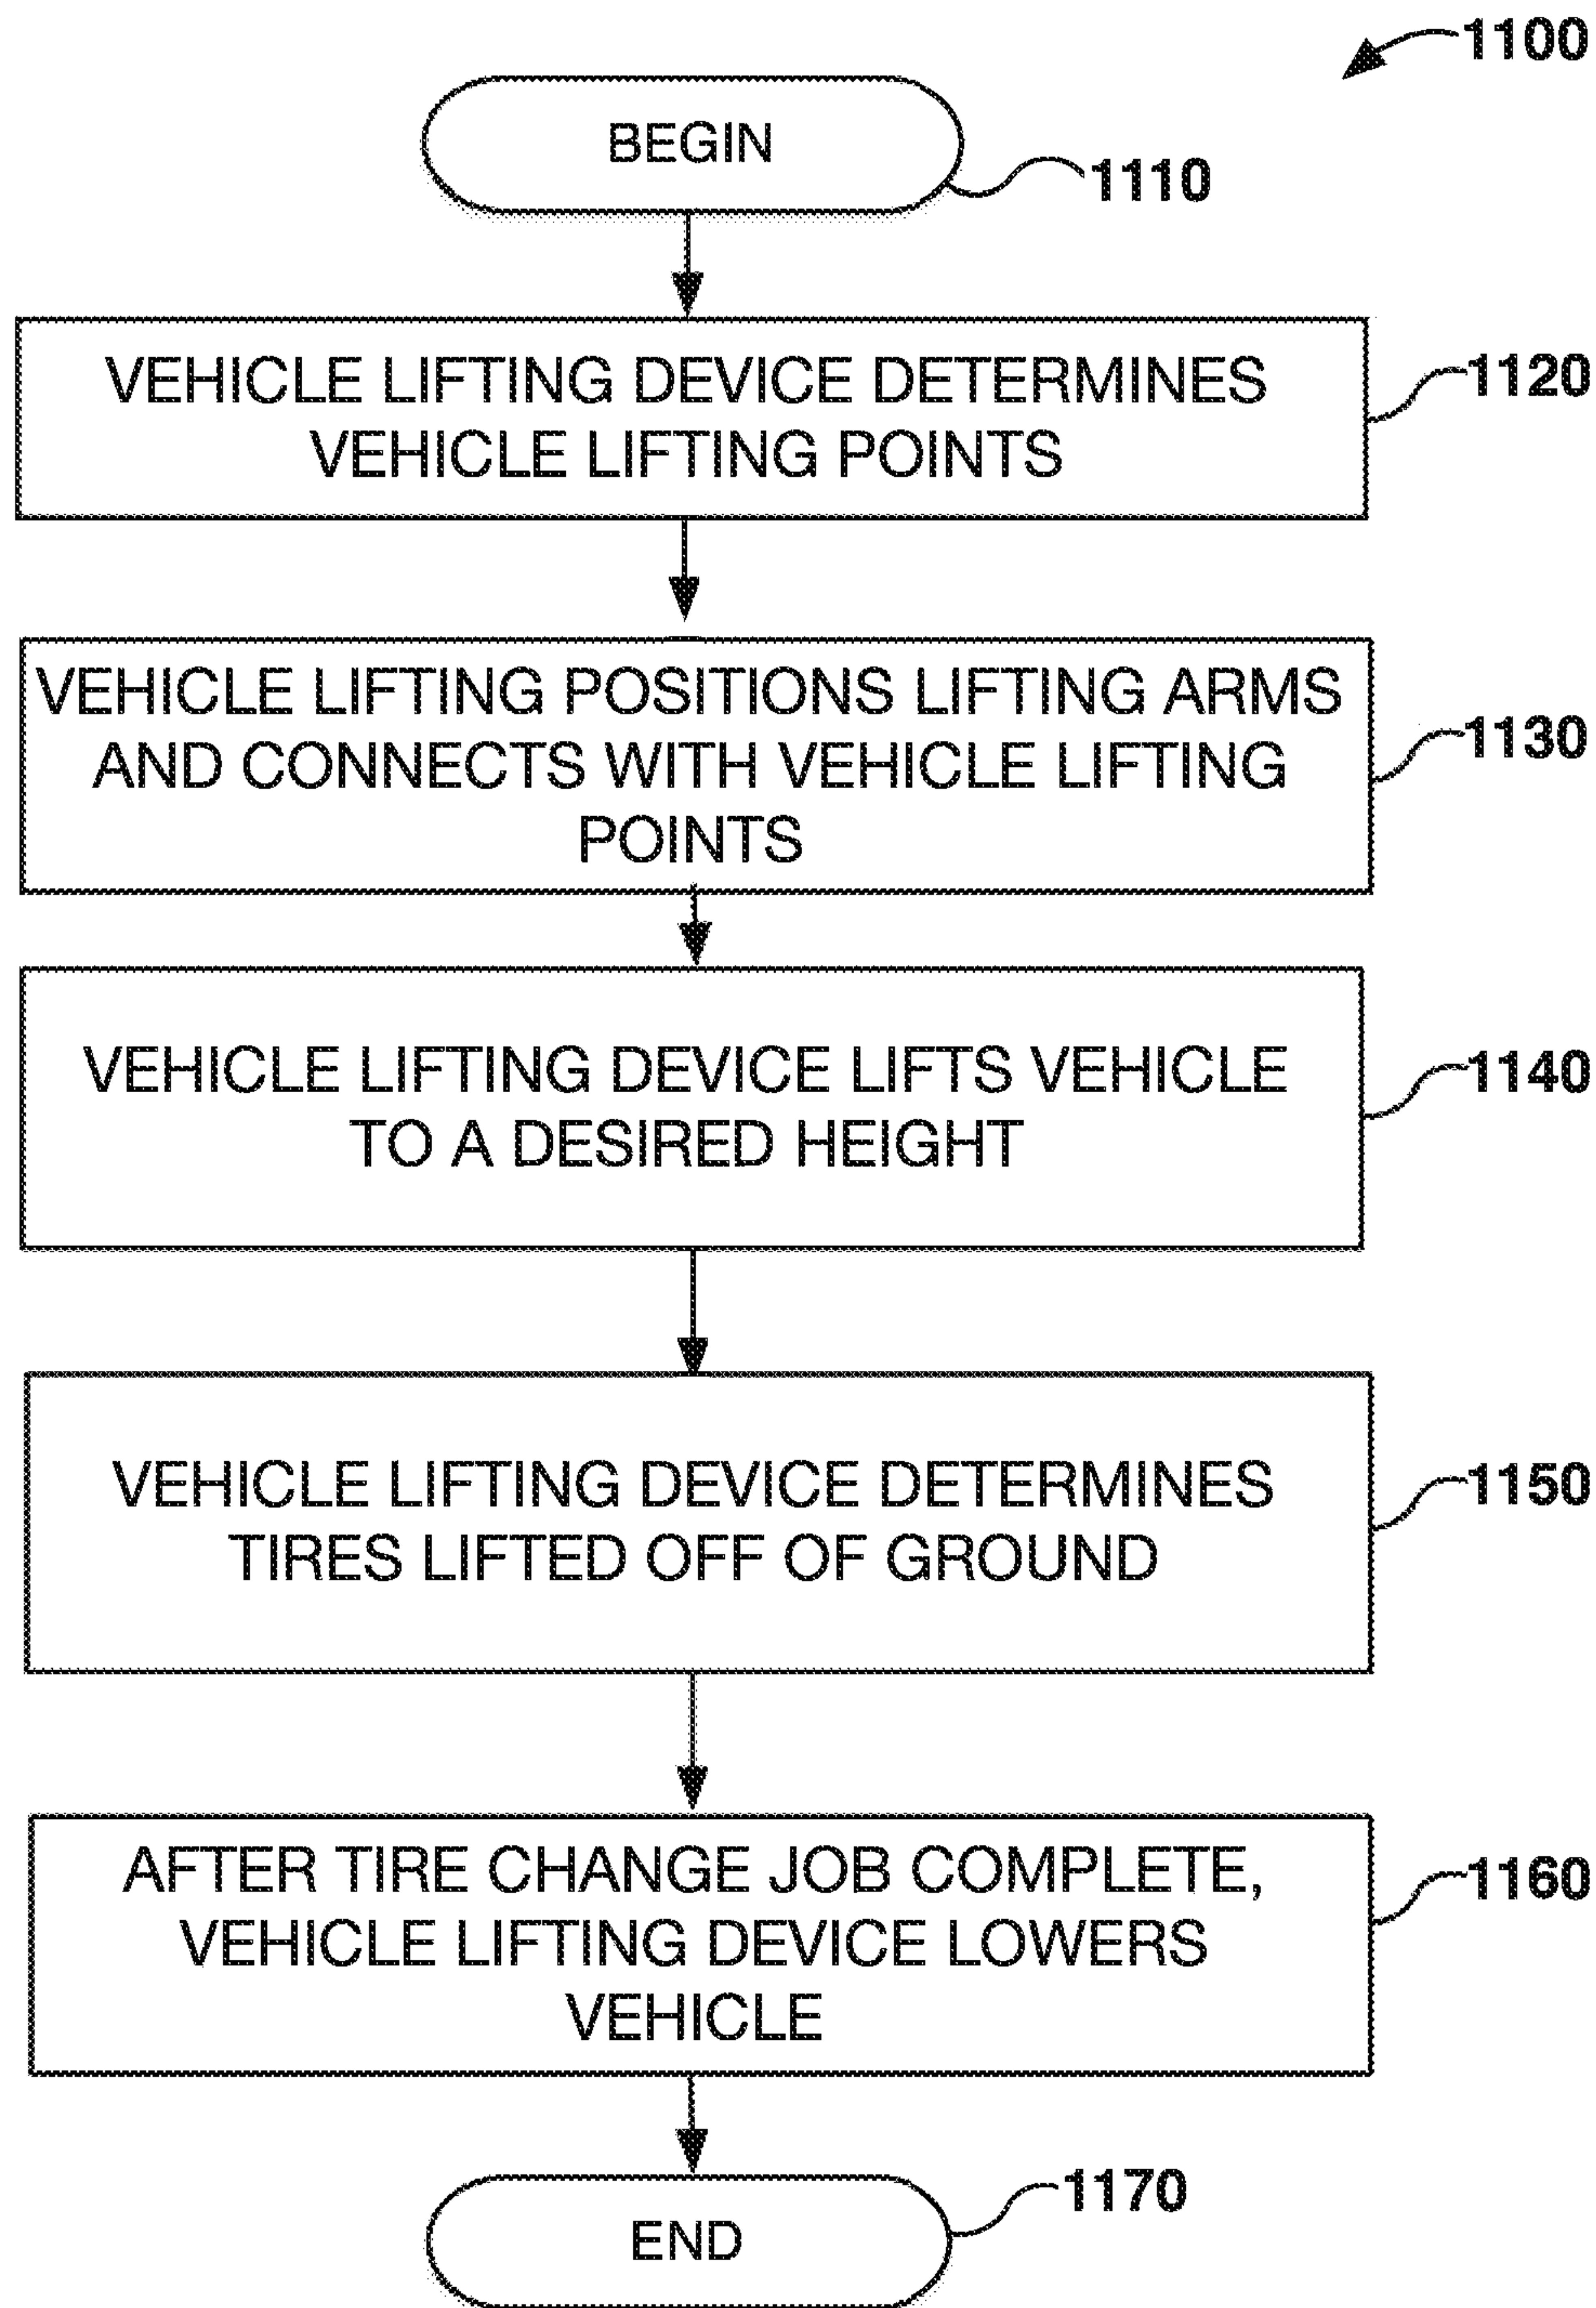 1100
BEGIN
1110
VEHICLE LIFTING DEVICE DETERMINES
VEHICLE LIFTING POINTS
1120
VEHICLE LIFTING POSITIONS LIFTING ARMS
AND CONNECTS WITH VEHICLE LIFTING
POINTS
1130
VEHICLE LIFTING DEVICE LIFTS VEHICLE
TO A DESIRED HEIGHT
1140
VEHICLE LIFTING DEVICE DETERMINES
TIRES LIFTED OFF OF GROUND
1150
AFTER TIRE CHANGE JOB COMPLETE,
VEHICLE LIFTING DEVICE LOWERS
VEHICLE
1160
END
1170